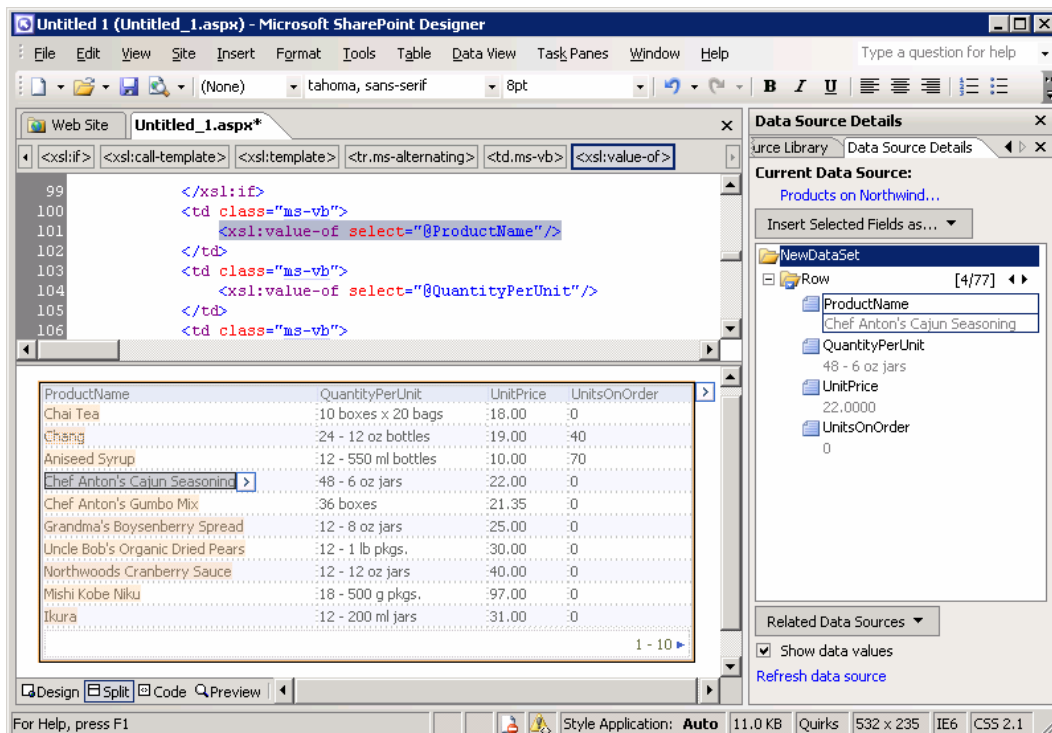 Untitled 1 (Untitled_1.aspx) - Microsoft SharePoint Designer
File Edit View Site Insert Format Tools Table Data View Task Panes Window Help Type a question for help
(None) tahoma, sans-serif 8pt B I U
Web Site Untitled_1.aspx*
<xsl:if> <xsl:call-template> <xsl:template> <tr.ms-alternating> <td.ms-vb> <xsl:value-of>
99 </xsl:if>
100 <td class="ms-vb">
101 <xsl:value-of select="@ProductName"/>
102 </td>
103 <td class="ms-vb">
104 <xsl:value-of select="@QuantityPerUnit"/>
105 </td>
106 <td class="ms-vb">
ProductName QuantityPerUnit UnitPrice UnitsOnOrder
Chai Tea 10 boxes x 20 bags 18.00 0
Chang 24 - 12 oz bottles 19.00 40
Aniseed Syrup 12 - 550 ml bottles 10.00 70
Chef Anton's Cajun Seasoning 48 - 6 oz jars 22.00 0
Chef Anton's Gumbo Mix 36 boxes 21.35 0
Grandma's Boysenberry Spread 12 - 8 oz jars 25.00 0
Uncle Bob's Organic Dried Pears 12 - 1 lb pkgs. 30.00 0
Northwoods Cranberry Sauce 12 - 12 oz jars 40.00 0
Mishi Kobe Niku 18 - 500 g pkgs. 97.00 0
Ikura 12 - 200 ml jars 31.00 0
1 - 10
Design Split Code Preview
Data Source Details
urce Library Data Source Details
Current Data Source:
Products on Northwind...
Insert Selected Fields as...
NewDataSet
Row [4/77]
ProductName
Chef Anton's Cajun Seasoning
QuantityPerUnit
48 - 6 oz jars
UnitPrice
22.0000
UnitsOnOrder
0
Related Data Sources
Show data values
Refresh data source
For Help, press F1 Style Application: Auto 11.0 KB Quirks 532 x 235 IE6 CSS 2.1